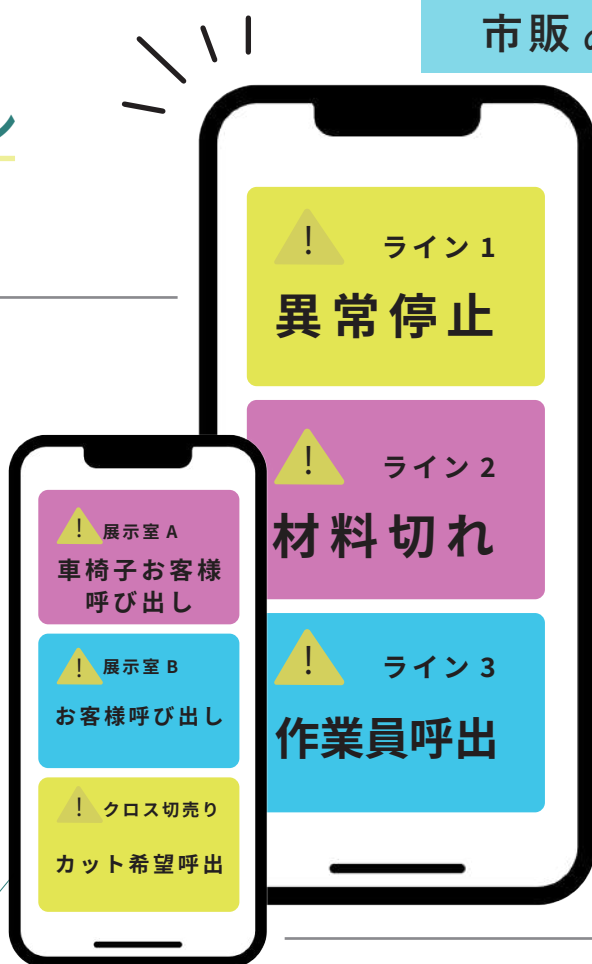 市販
!
ライン 1
異常停止
!
ライン 2
材料切れ
!
ライン 3
作業員呼出
!
展示室 A
車椅子お客様
呼び出し
!
展示室 B
お客様呼び出し
!
クロス切売り
カット希望呼出